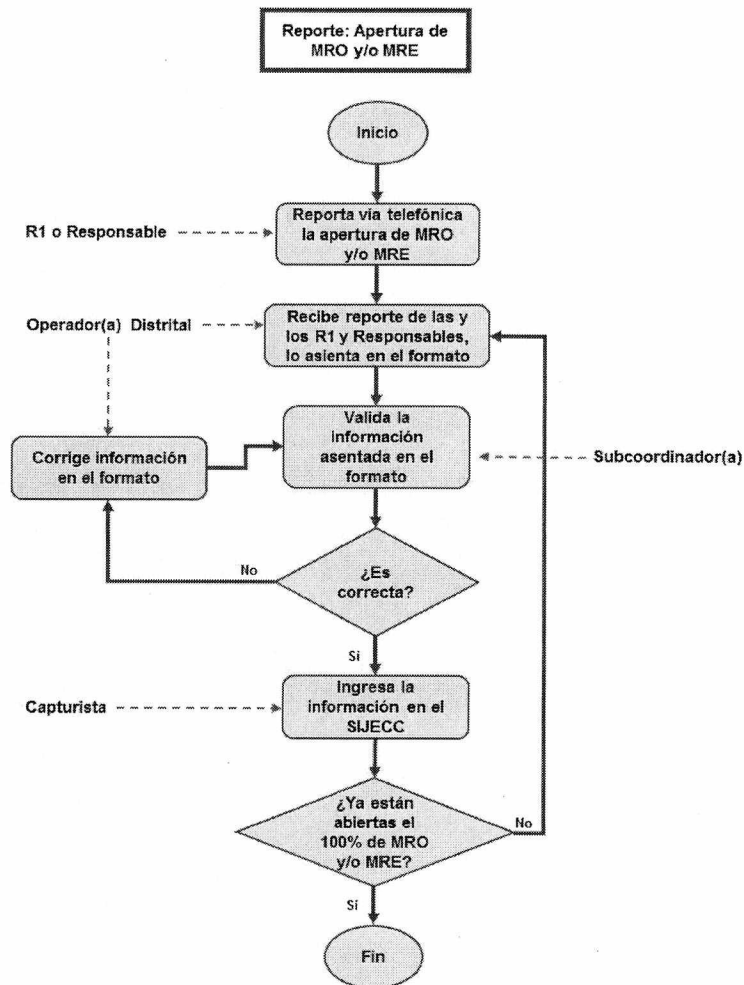 Reporte: Apertura de
MRO y/o MRE
Inicio
R1 o Responsable
Reporta vía telefónica
la apertura de MRO
y/o MRE
Operador(a) Distrital
Recibe reporte de las y
los R1 y Responsables,
lo asienta en el formato
Corrige información
en el formato
Valida la
información
asentada en el
formato
Subcoordinador(a)
No
¿Es
correcta?
Sí
Capturista
Ingresa la
información en el
SIJECC
¿Ya están
abiertas el
100% de MRO
y/o MRE?
No
Sí
Fin